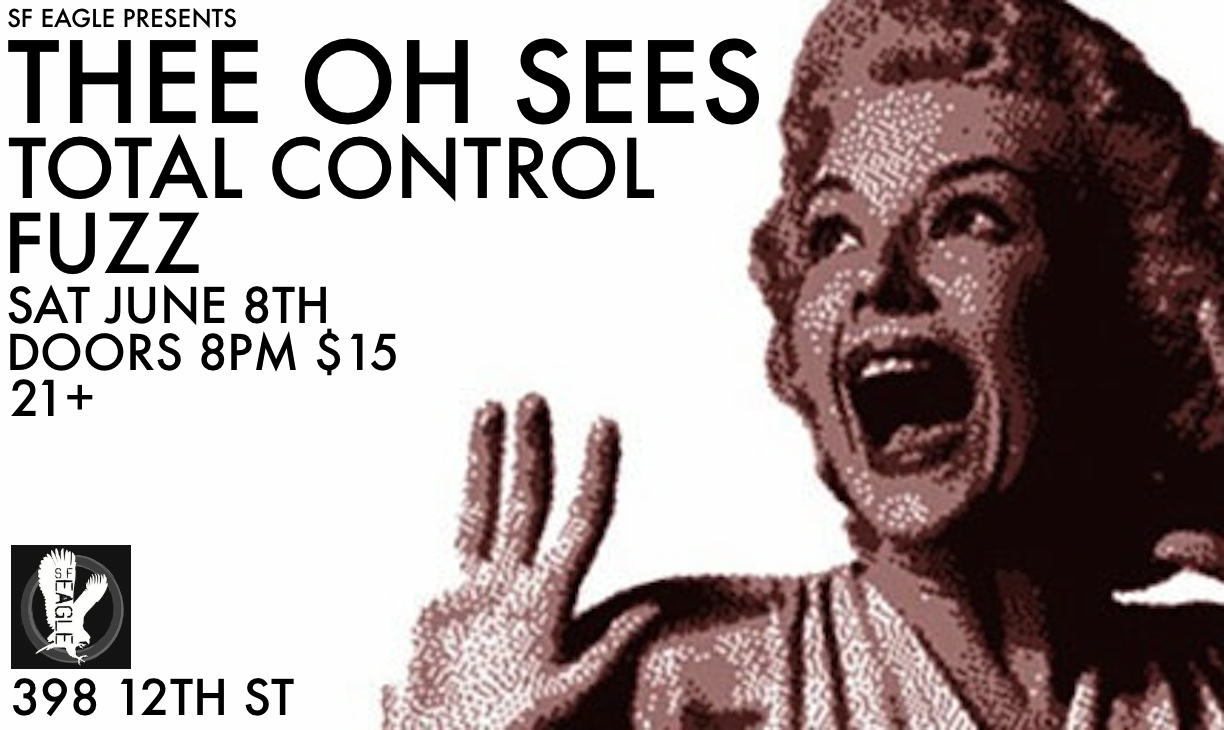 SF EAGLE PRESENTS
THEE OH SEES
TOTAL CONTROL
FUZZ
SAT JUNE 8TH
DOORS 8PM $15
21+
SF
EAGLE
398 12TH ST